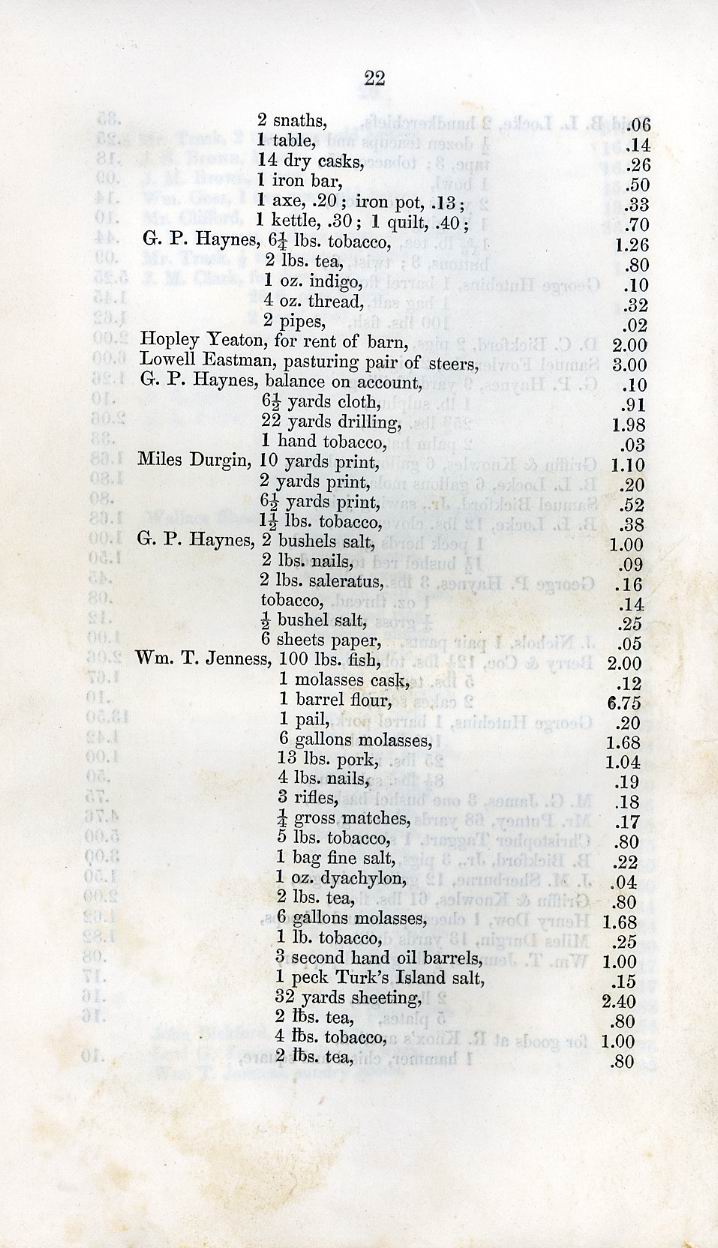 22
2 snaths, .06
1 table, .14
14 dry casks, .26
1 iron bar, .50
1 axe, .20 ; iron pot, .13 ; .33
1 kettle, .30 ; 1 quilt, .40 ; .70
G. P. Haynes, 6¼ lbs. tobacco, 1.26
2 lbs. tea, .80
1 oz. indigo, .10
4 oz. thread, .32
2 pipes, .02
Hopley Yeaton, for rent of barn, 2.00
Lowell Eastman, pasturing pair of steers, 3.00
G. P. Haynes, balance on account, .10
6½ yards cloth, .91
22 yards drilling, 1.98
1 hand tobacco, .03
Miles Durgin, 10 yards print, 1.10
2 yards print, .20
6½ yards print, .52
1½ lbs. tobacco, .38
G. P. Haynes, 2 bushels salt, 1.00
2 lbs. nails, .09
2 lbs. saleratus, .16
tobacco, .14
½ bushel salt, .25
6 sheets paper, .05
Wm. T. Jenness, 100 lbs. fish, 2.00
1 molasses cask, .12
1 barrel flour, 6.75
1 pail, .20
6 gallons molasses, 1.68
13 lbs. pork, 1.04
4 lbs. nails, .19
3 rifles, .18
¼ gross matches, .17
5 lbs. tobacco, .80
1 bag fine salt, .22
1 oz. dyachylon, .04
2 lbs. tea, .80
6 gallons molasses, 1.68
1 lb. tobacco, .25
3 second hand oil barrels, 1.00
1 peck Turk's Island salt, .15
32 yards sheeting, 2.40
2 lbs. tea, .80
4 lbs. tobacco, 1.00
2 lbs. tea, .80